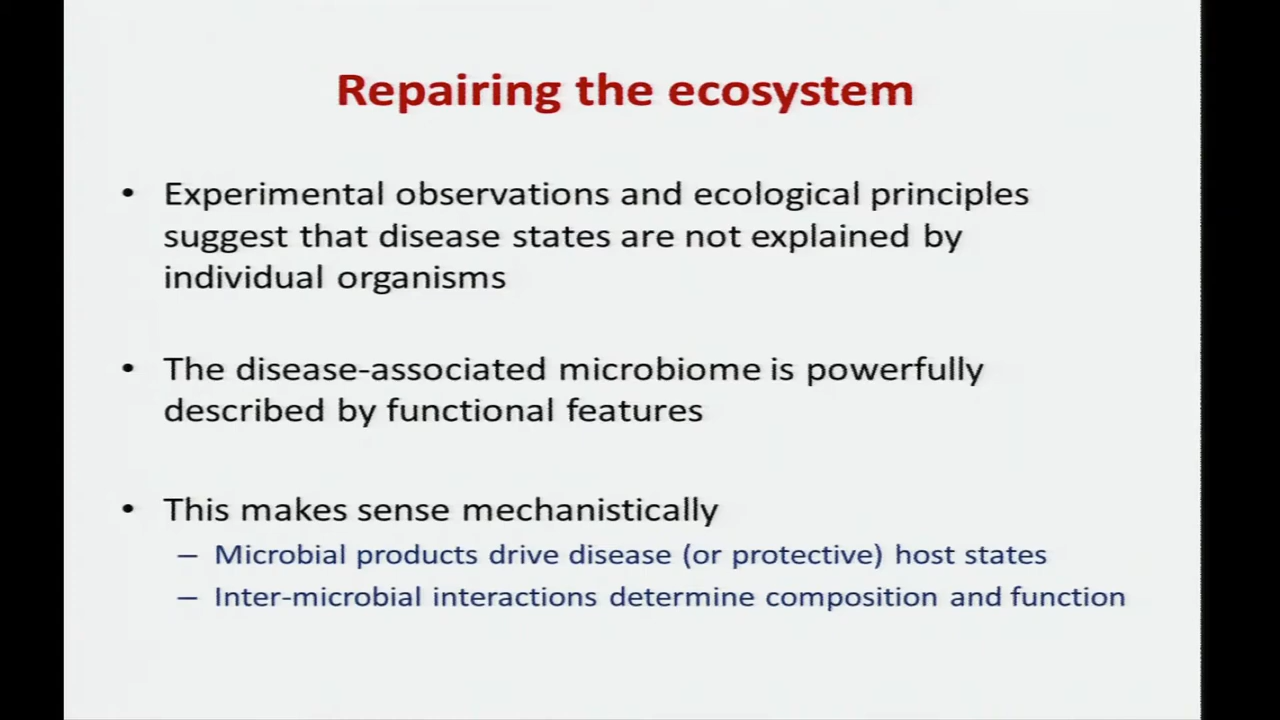 Repairing the ecosystem
• Experimental observations and ecological principles
suggest that disease states are not explained by
individual organisms
• The disease-associated microbiome is powerfully
described by functional features
• This makes sense mechanistically
– Microbial products drive disease (or protective) host states
– Inter-microbial interactions determine composition and function